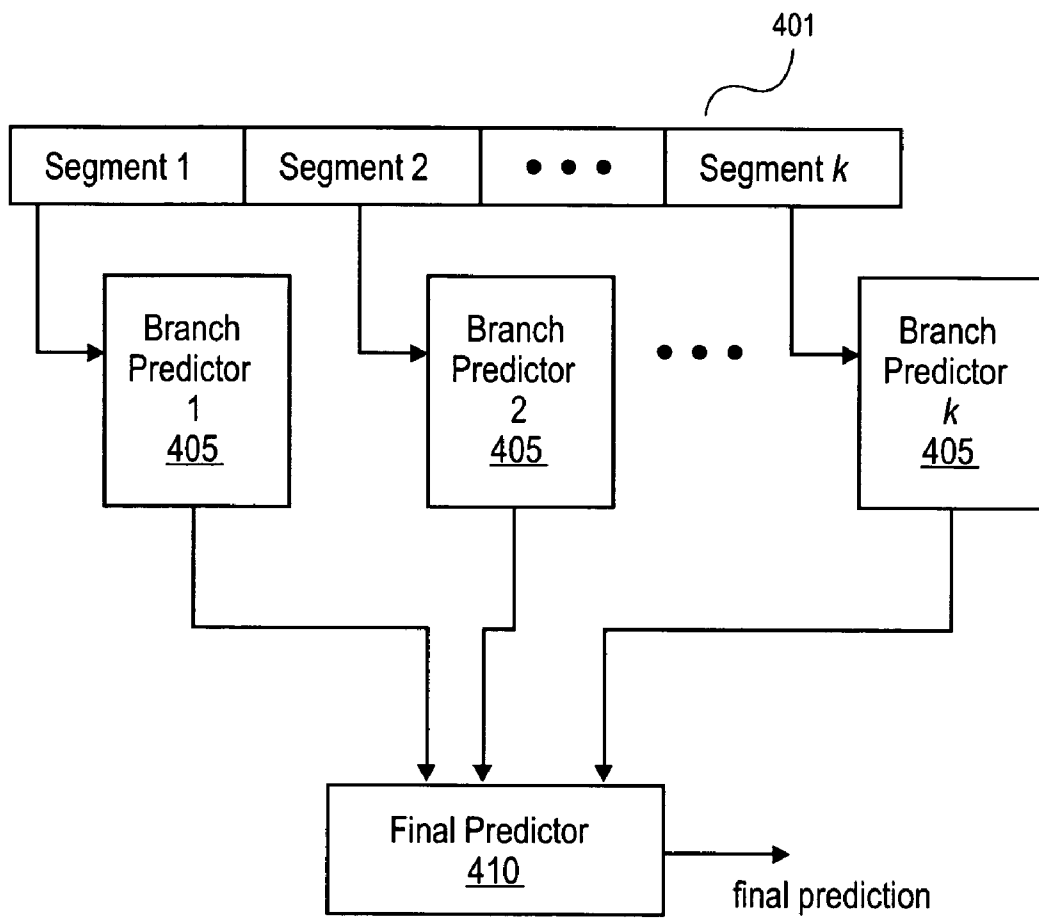 401
Segment 1 Segment 2 • • • Segment k
Branch
Predictor
1
405
Branch
Predictor
2
405
• • •
Branch
Predictor
k
405
Final Predictor
410
final prediction